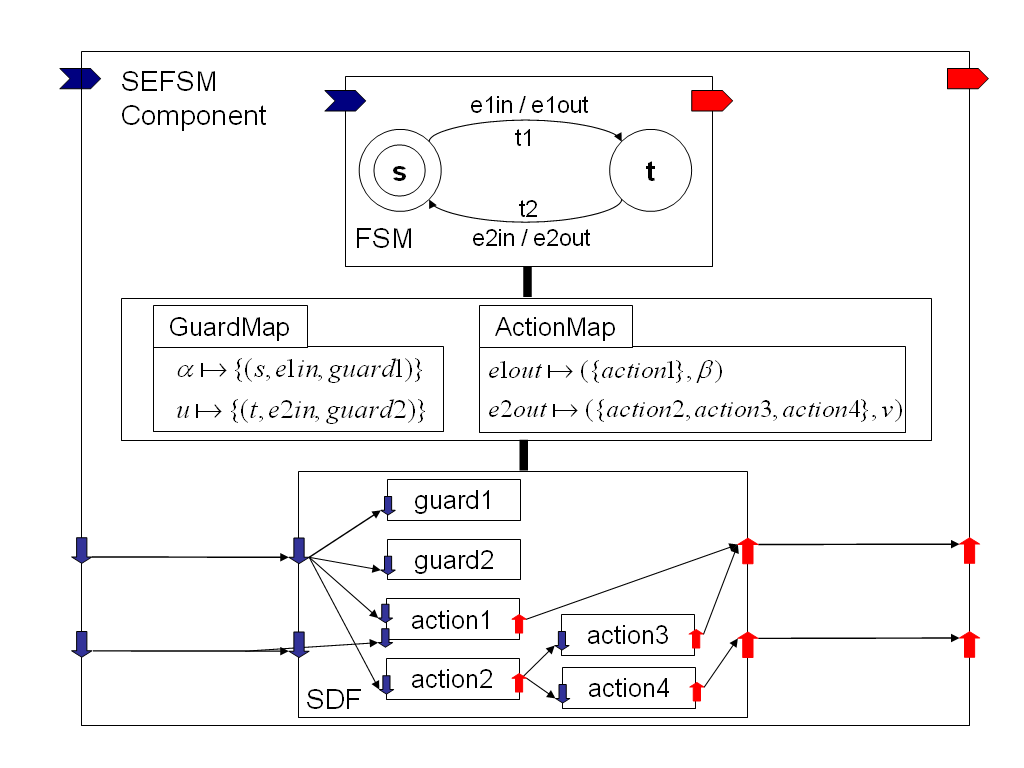 SEFSM
Component
e1in / e1out
t1
s
t
t2
e2in / e2out
FSM
GuardMap
α ↦ {(s, e1in, guard1)}
u ↦ {(t, e2in, guard2)}
ActionMap
e1out ↦ ({action1}, β)
e2out ↦ ({action2, action3, action4}, v)
guard1
guard2
action1
action3
action2
action4
SDF